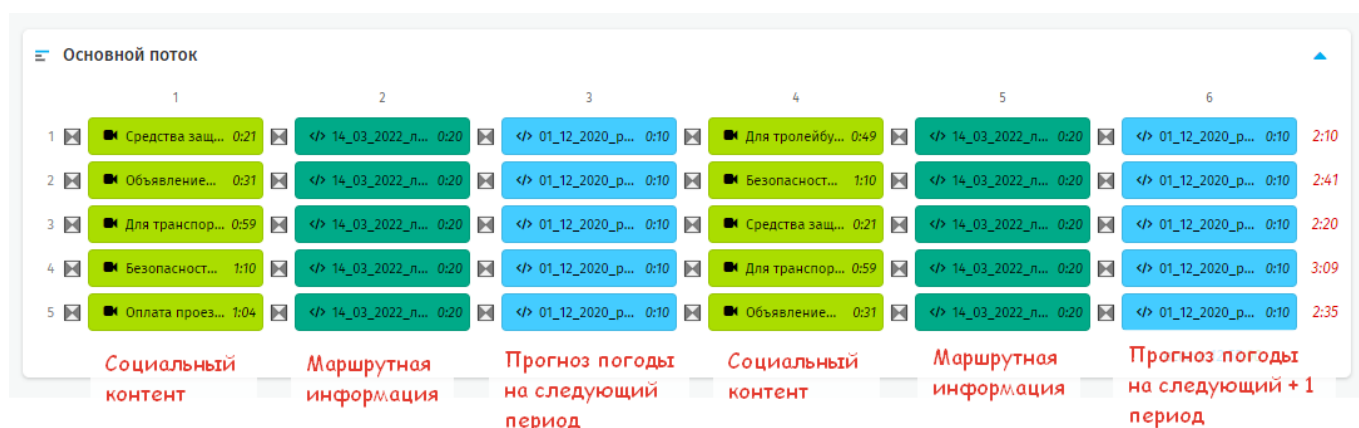 Основной поток
1 2 3 4 5 6
1 Средства защ... 0:21 </> 14_03_2022_л... 0:20 </> 01_12_2020_р... 0:10 Для тролейбу... 0:49 </> 14_03_2022_л... 0:20 </> 01_12_2020_р... 0:10 2:10
2 Объявление... 0:31 </> 14_03_2022_л... 0:20 </> 01_12_2020_р... 0:10 Безопасност... 1:10 </> 14_03_2022_л... 0:20 </> 01_12_2020_р... 0:10 2:41
3 Для транспор... 0:59 </> 14_03_2022_л... 0:20 </> 01_12_2020_р... 0:10 Средства защ... 0:21 </> 14_03_2022_л... 0:20 </> 01_12_2020_р... 0:10 2:20
4 Безопасност... 1:10 </> 14_03_2022_л... 0:20 </> 01_12_2020_р... 0:10 Для транспор... 0:59 </> 14_03_2022_л... 0:20 </> 01_12_2020_р... 0:10 3:09
5 Оплата проез... 1:04 </> 14_03_2022_л... 0:20 </> 01_12_2020_р... 0:10 Объявление... 0:31 </> 14_03_2022_л... 0:20 </> 01_12_2020_р... 0:10 2:35
Социальный
контент
Маршрутная
информация
Прогноз погоды
на следующий
период
Социальный
контент
Маршрутная
информация
Прогноз погоды
на следующий + 1
период